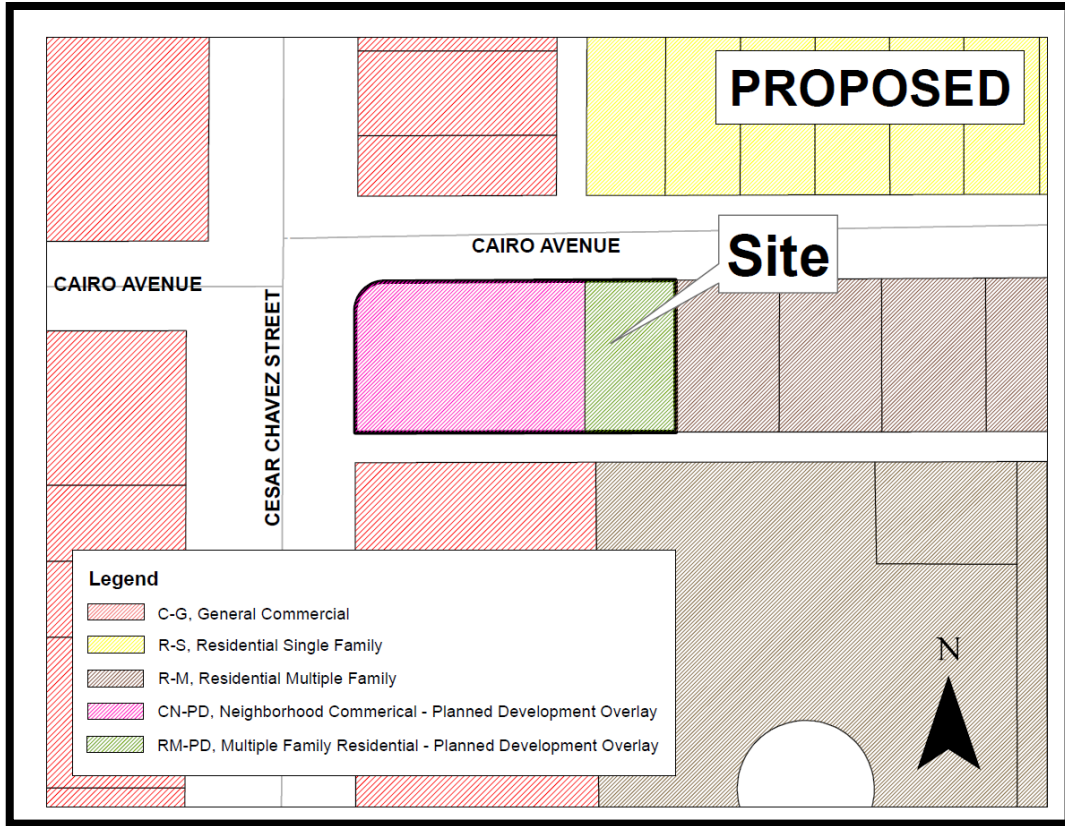 PROPOSED
CAIRO AVENUE
Site
CAIRO AVENUE
CESAR CHAVEZ STREET
Legend
C-G, General Commercial
R-S, Residential Single Family
R-M, Residential Multiple Family
CN-PD, Neighborhood Commerical - Planned Development Overlay
RM-PD, Multiple Family Residential - Planned Development Overlay
N